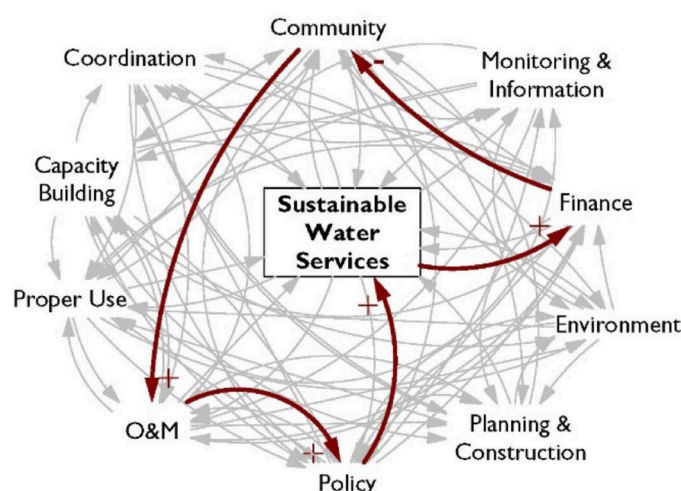 Community
Coordination
Monitoring &
Information
-
Capacity
Building
Sustainable
Water
Services
Finance
+
Proper Use
+
Environment
+
O&M
Planning &
Construction
+
Policy